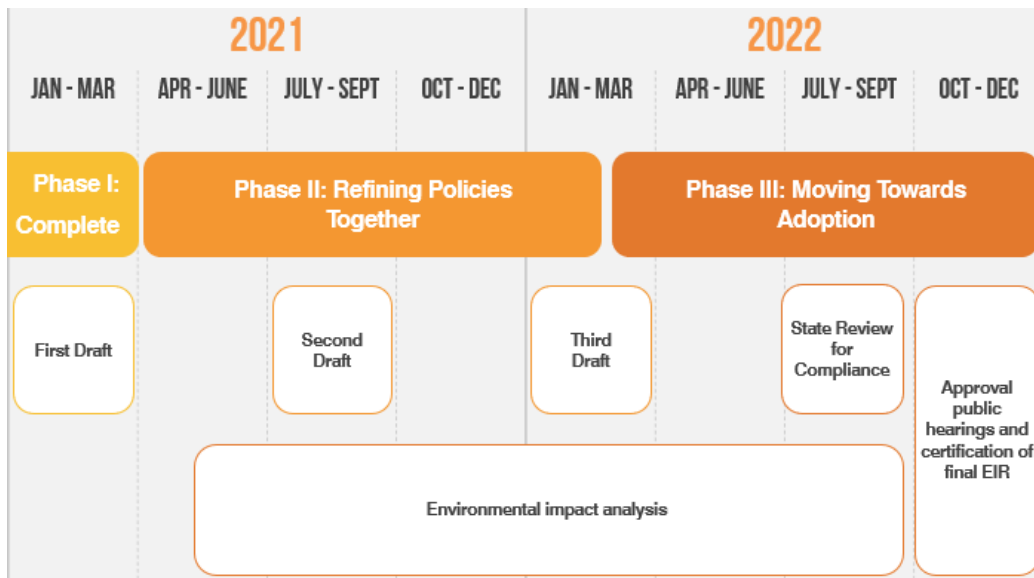 2021
2022
JAN - MAR
APR - JUNE
JULY - SEPT
OCT - DEC
JAN - MAR
APR - JUNE
JULY - SEPT
OCT - DEC
Phase I:
Complete
Phase II: Refining Policies
Together
Phase III: Moving Towards
Adoption
First Draft
Second
Draft
Third
Draft
State Review
for
Compliance
Approval
public
hearings and
certification of
final EIR
Environmental impact analysis